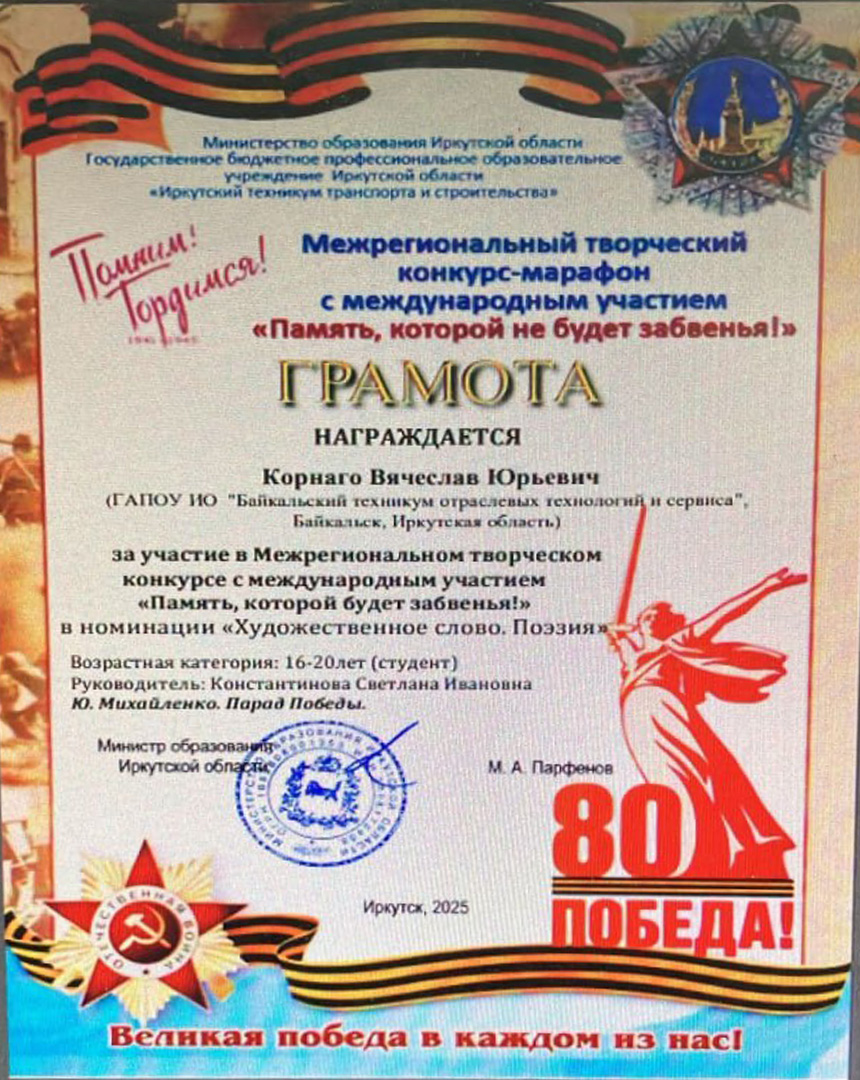 Министерство образования Иркутской области
Государственное бюджетное профессиональное образовательное
учреждение Иркутской области
«Иркутский техникум транспорта и строительства»
Помним!
Гордимся!
1941 1945
Межрегиональный творческий
конкурс-марафон
с международным участием
«Память, которой не будет забвенья!»
ГРАМОТА
НАГРАЖДАЕТСЯ
Корнаго Вячеслав Юрьевич
(ГАПОУ ИО "Байкальский техникум отраслевых технологий и сервиса",
Байкальск, Иркутская область)
за участие в Межрегиональном творческом
конкурсе с международным участием
«Память, которой будет забвенья!»
в номинации «Художественное слово. Поэзия»
Возрастная категория: 16-20лет (студент)
Руководитель: Константинова Светлана Ивановна
Ю. Михайленко. Парад Победы.
Министр образования
Иркутской области
М. А. Парфенов
80
ПОБЕДА!
Иркутск, 2025
ОТЕЧЕСТВЕННАЯ ВОЙНА
Великая победа в каждом из нас!